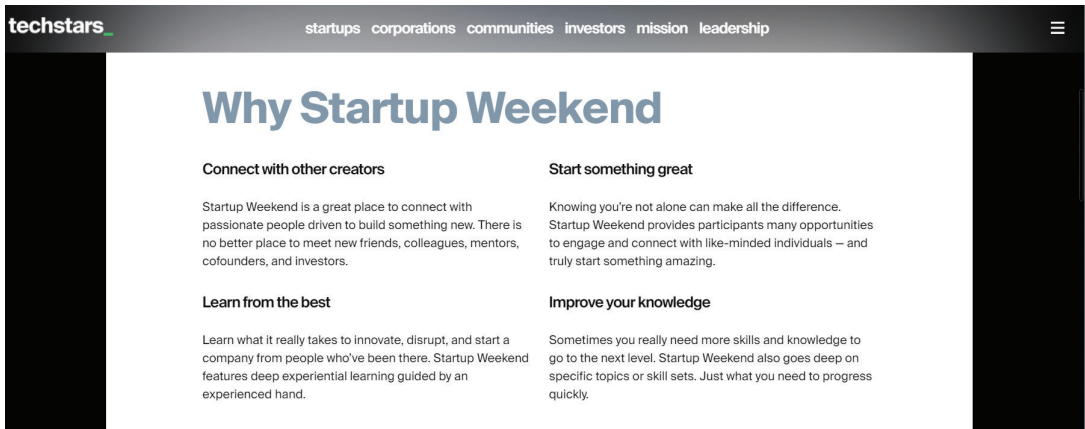 techstars_
startups corporations communities investors mission leadership
Why Startup Weekend
Connect with other creators
Startup Weekend is a great place to connect with
passionate people driven to build something new. There is
no better place to meet new friends, colleagues, mentors,
cofounders, and investors.
Start something great
Knowing you're not alone can make all the difference.
Startup Weekend provides participants many opportunities
to engage and connect with like-minded individuals — and
truly start something amazing.
Learn from the best
Learn what it really takes to innovate, disrupt, and start a
company from people who've been there. Startup Weekend
features deep experiential learning guided by an
experienced hand.
Improve your knowledge
Sometimes you really need more skills and knowledge to
go to the next level. Startup Weekend also goes deep on
specific topics or skill sets. Just what you need to progress
quickly.